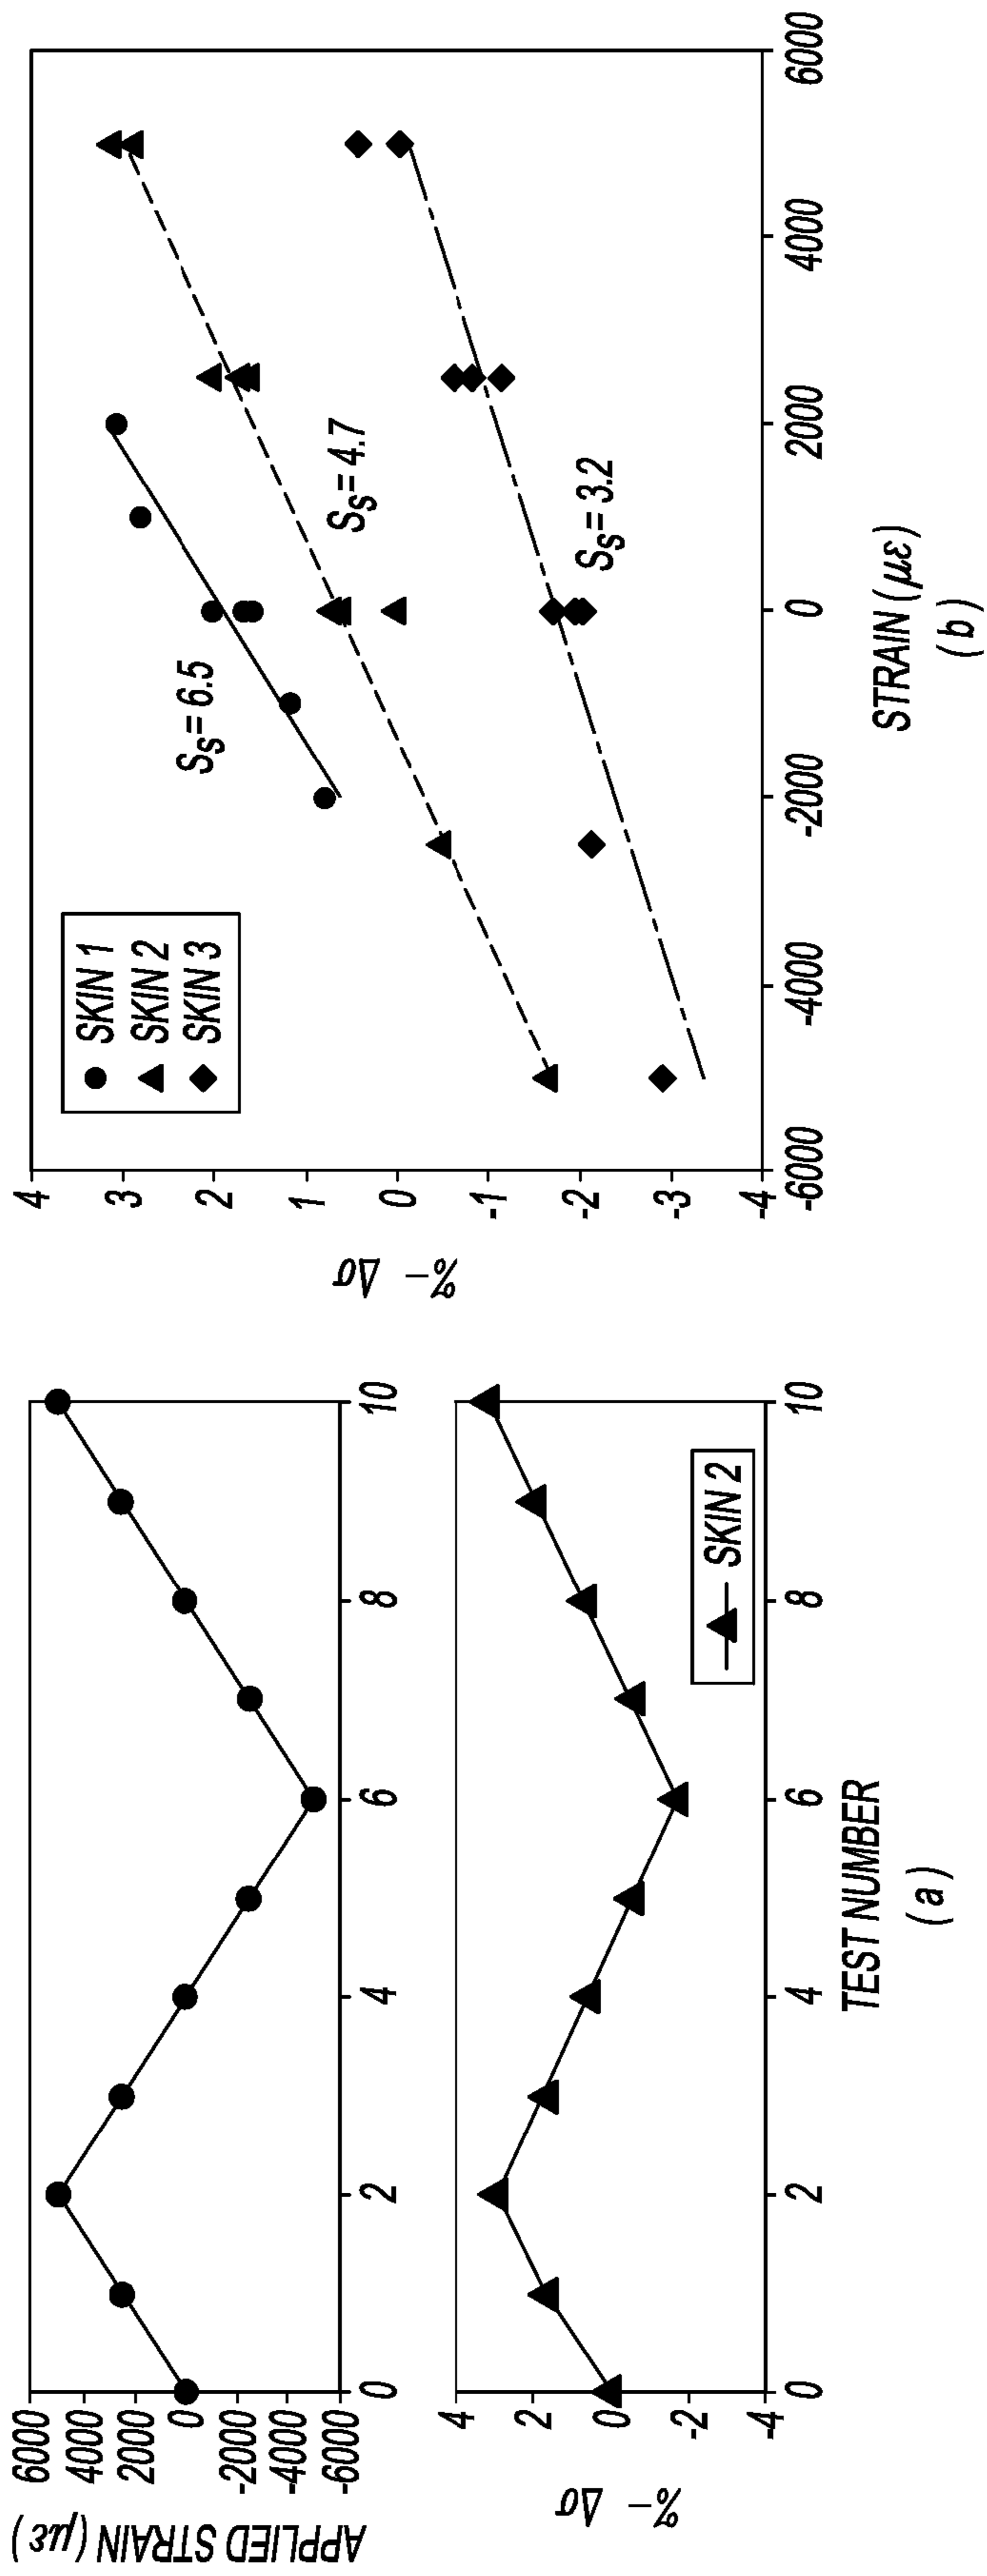 APPLIED STRAIN (με)
6000
4000
2000
0
-2000
-4000
-6000
0 2 4 6 8 10
%- Δσ
4
2
0
-2
-4
SKIN 2
0 2 4 6 8 10
TEST NUMBER
(a)
%- Δσ
4
3
2
1
0
-1
-2
-3
-4
SKIN 1
SKIN 2
SKIN 3
Ss= 6.5
Ss= 4.7
Ss= 3.2
-6000 -4000 -2000 0 2000 4000 6000
STRAIN (με)
(b)